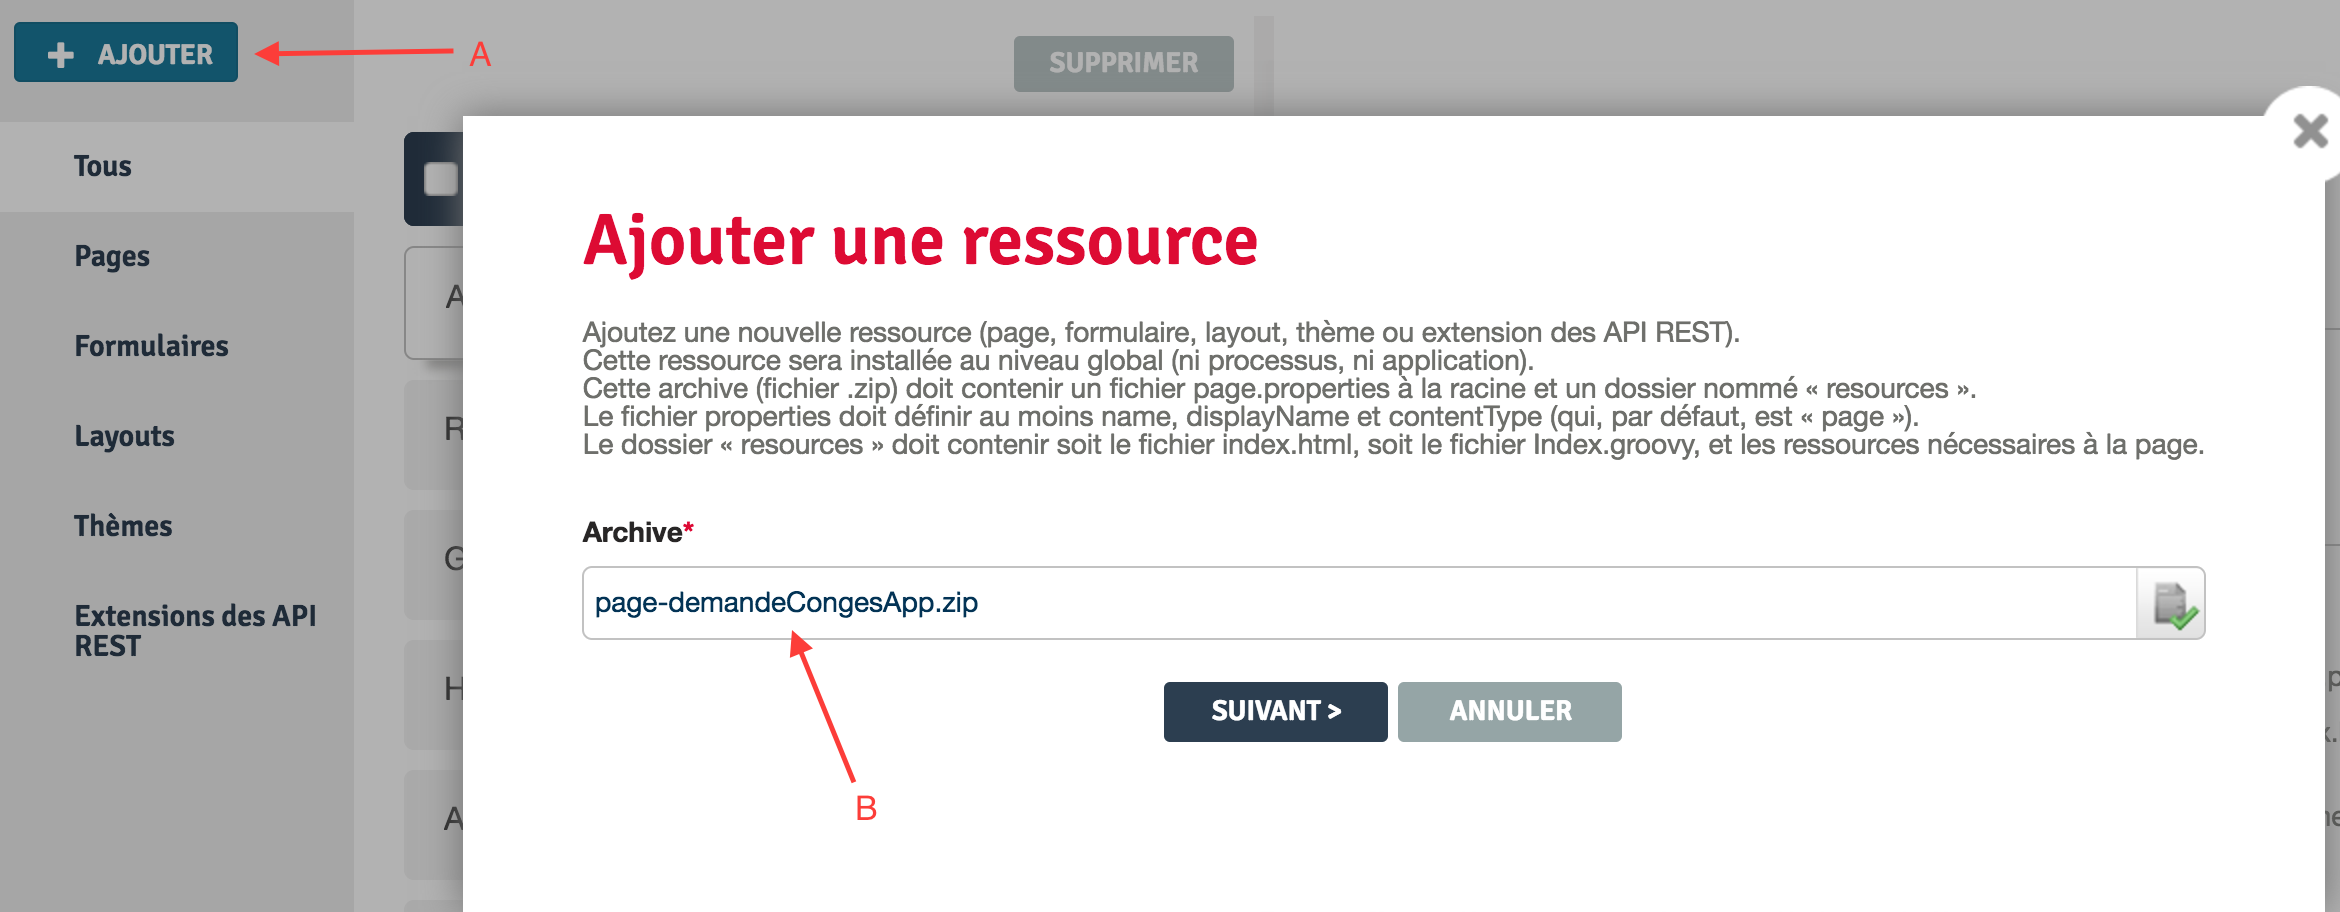 AJOUTER
A
SUPPRIMER
Tous
Pages
Formulaires
Layouts
Thèmes
Extensions des API
REST
A
R
G
H
A
Ajouter une ressource
Ajoutez une nouvelle ressource (page, formulaire, layout, thème ou extension des API REST).
Cette ressource sera installée au niveau global (ni processus, ni application).
Cette archive (fichier .zip) doit contenir un fichier page.properties à la racine et un dossier nommé « resources ».
Le fichier properties doit définir au moins name, displayName et contentType (qui, par défaut, est « page »).
Le dossier « resources » doit contenir soit le fichier index.html, soit le fichier Index.groovy, et les ressources nécessaires à la page.
Archive*
page-demandeCongesApp.zip
SUIVANT >
ANNULER
B